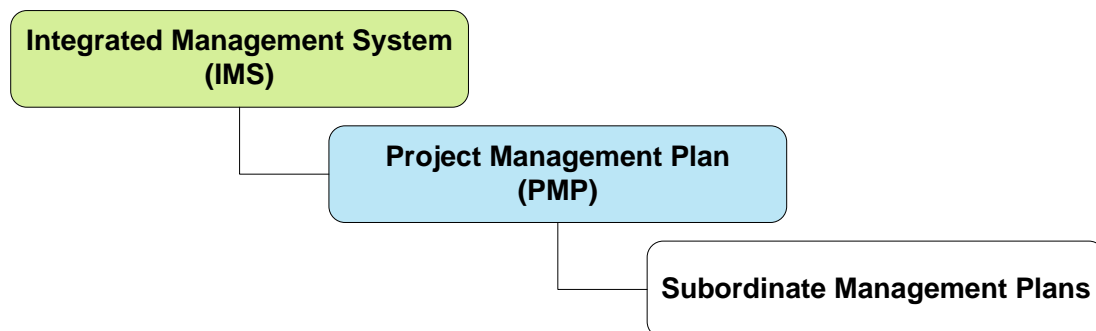 Integrated Management System
(IMS)
Project Management Plan
(PMP)
Subordinate Management Plans